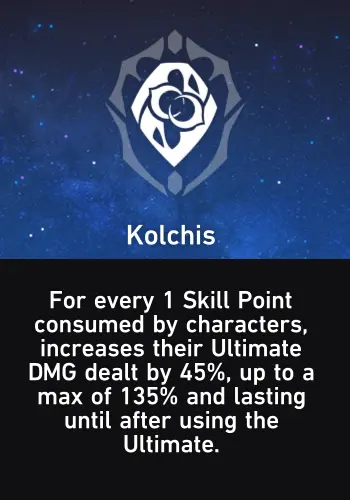 Kolchis
For every 1 Skill Point
consumed by characters,
increases their Ultimate
DMG dealt by 45%, up to a
max of 135% and lasting
until after using the
Ultimate.